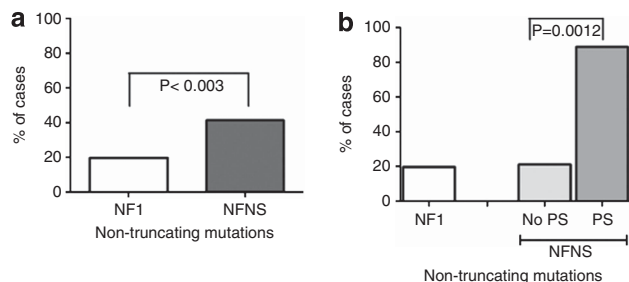 a
100
80
60
40
20
0
% of cases
P< 0.003
NF1 NFNS
Non-truncating mutations
b
100
80
60
40
20
0
% of cases
P=0.0012
NF1 No PS PS
NFNS
Non-truncating mutations